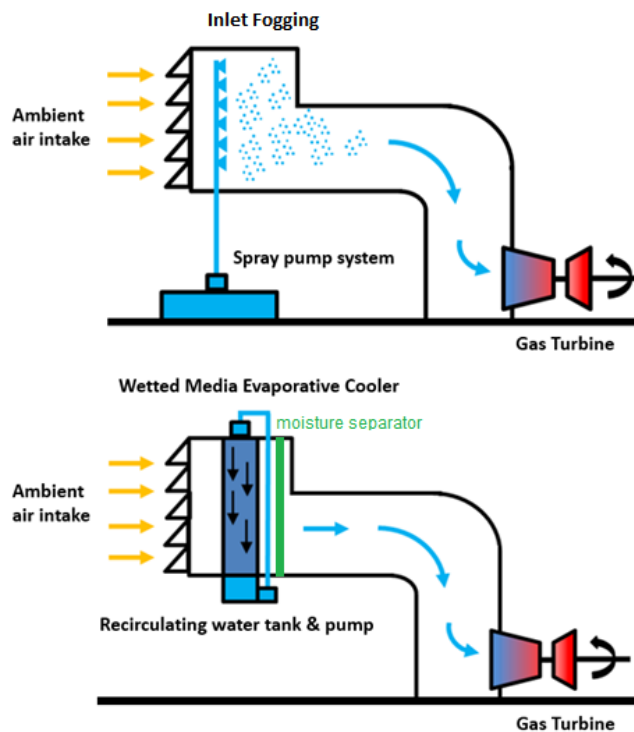 Inlet Fogging
Ambient
air intake
Spray pump system
Gas Turbine
Wetted Media Evaporative Cooler
moisture separator
Ambient
air intake
Recirculating water tank & pump
Gas Turbine